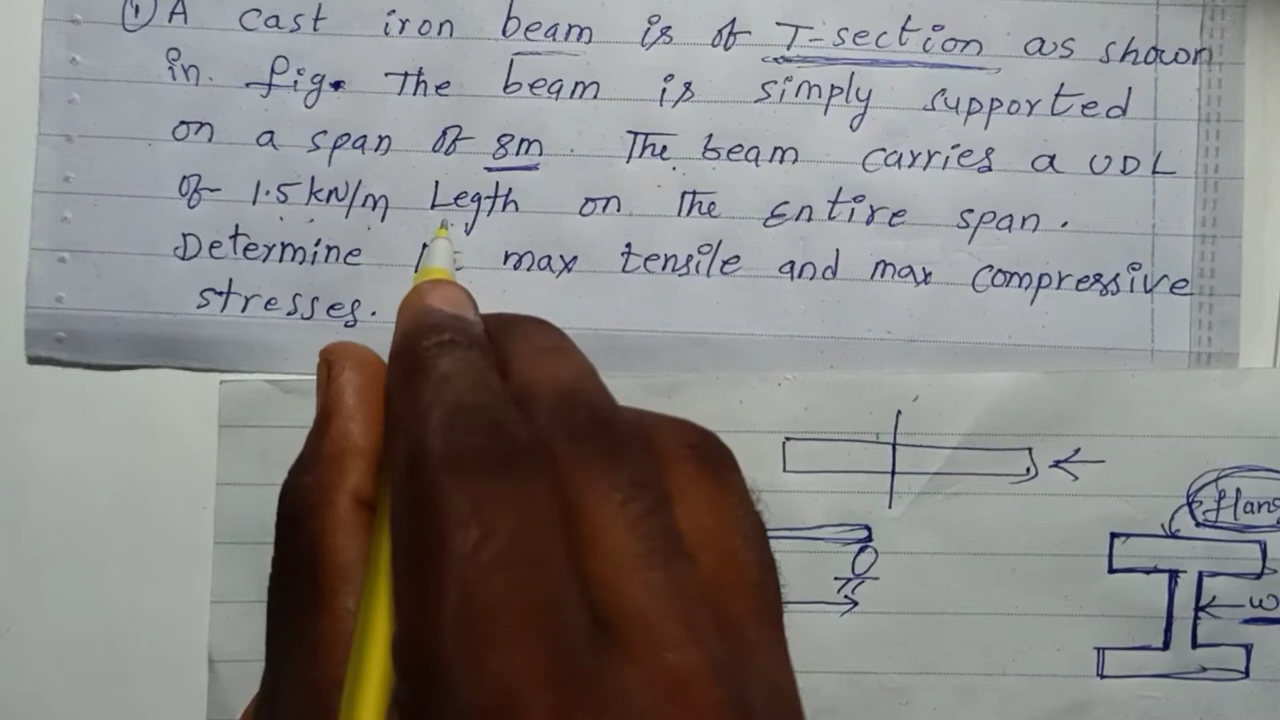 ① A cast iron beam is of T-section as shown
in. fig. The beam is simply supported
on a span of 8m. The beam carries a UDL
of 1.5 kN/m Legth on the entire span.
Determine max tensile and max compressive
stresses.
flang
w